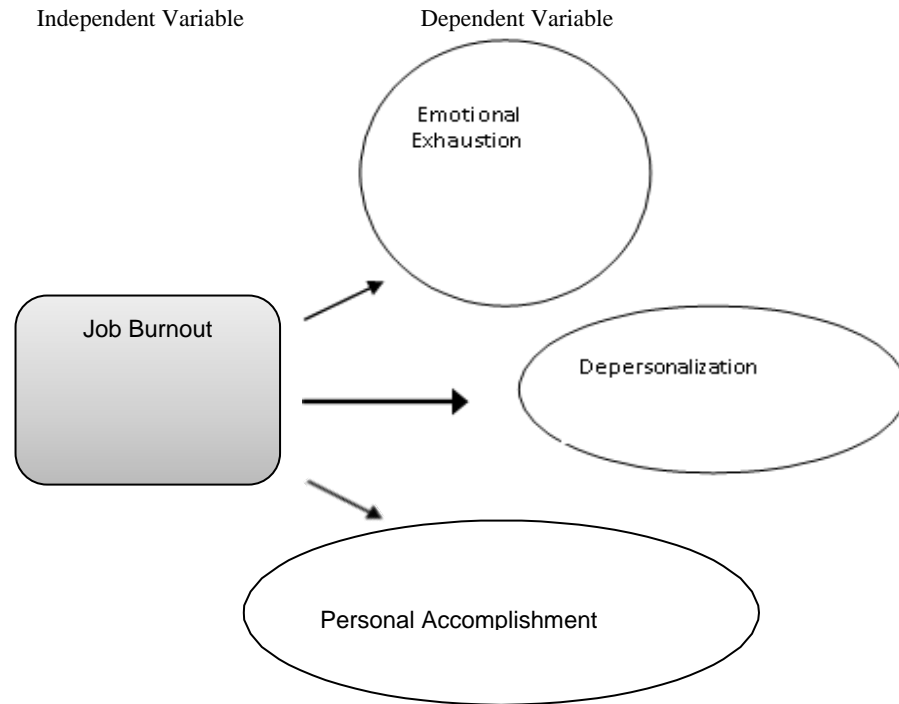 Independent Variable
Dependent Variable
Emotional
Exhaustion
Job Burnout
Depersonalization
Personal Accomplishment